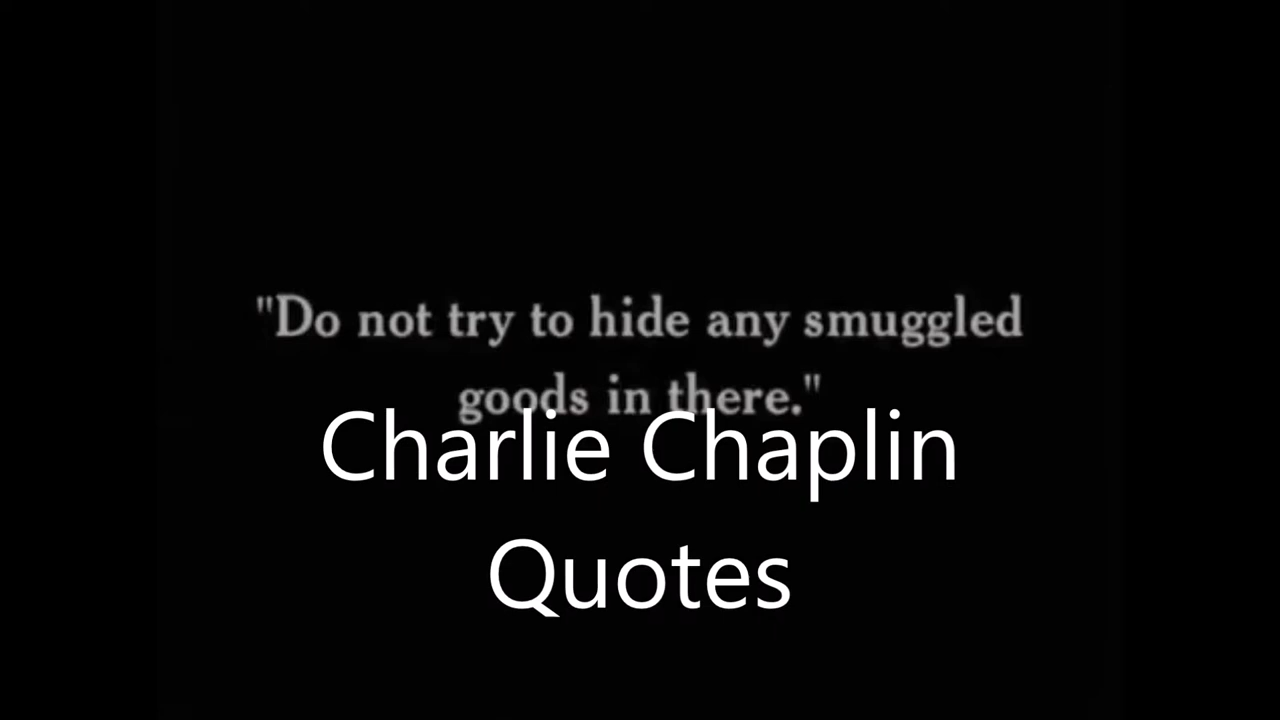 "Do not try to hide any smuggled
goods in there."
Charlie Chaplin
Quotes